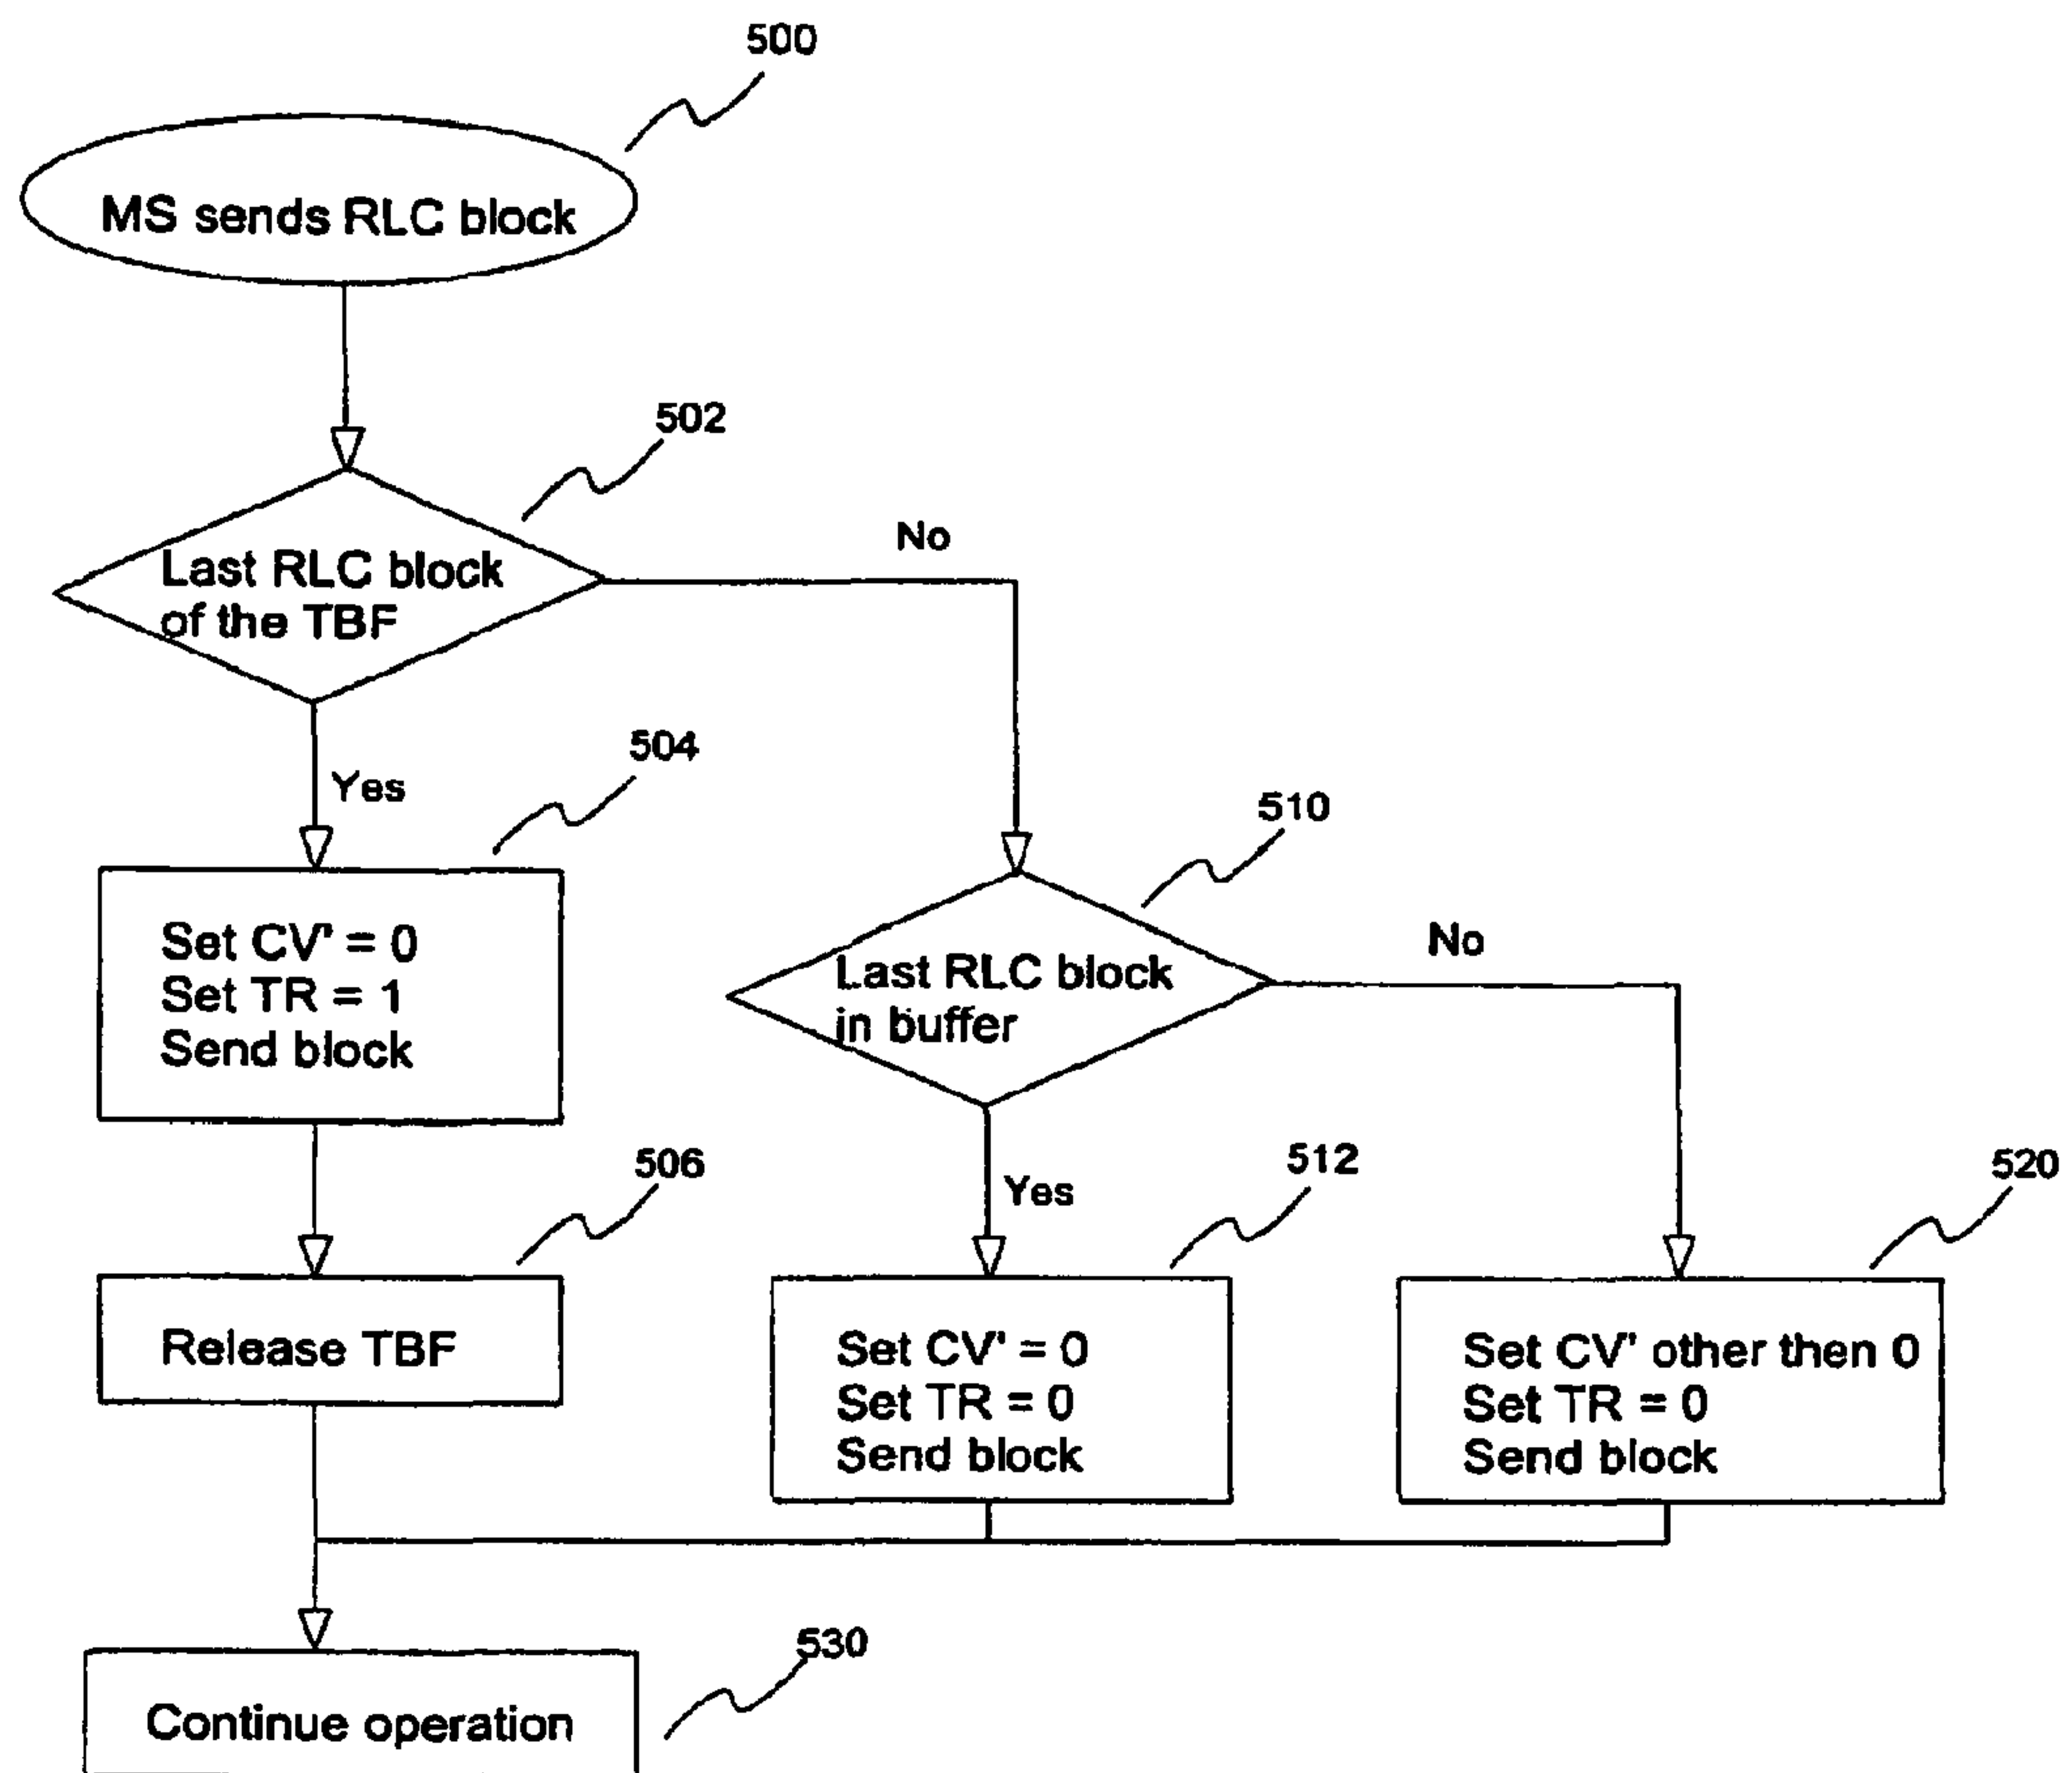 500
MS sends RLC block
502
Last RLC block
of the TBF
No
Yes
504
Set CV' = 0
Set TR = 1
Send block
510
Last RLC block
in buffer
No
Yes
506
Release TBF
512
Set CV' = 0
Set TR = 0
Send block
520
Set CV' other then 0
Set TR = 0
Send block
530
Continue operation